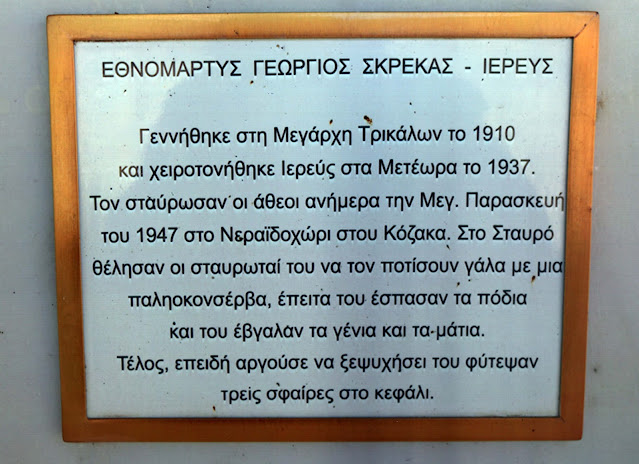 ΕΘΝΟΜΑΡΤΥΣ ΓΕΩΡΓΙΟΣ ΣΚΡΕΚΑΣ - ΙΕΡΕΥΣ
Γεννήθηκε στη Μεγάρχη Τρικάλων το 1910
και χειροτονήθηκε Ιερεύς στα Μετέωρα το 1937.
Τον σταύρωσαν οι άθεοι ανήμερα την Μεγ. Παρασκευή
του 1947 στο Νεραϊδοχώρι στου Κόζακα. Στο Σταυρό
θέλησαν οι σταυρωταί του να τον ποτίσουν γάλα με μια
παληοκονσέρβα, έπειτα του έσπασαν τα πόδια
και του έβγαλαν τα γένια και τα μάτια.
Τέλος, επειδή αργούσε να ξεψυχήσει του φύτεψαν
τρείς σφαίρες στο κεφάλι.